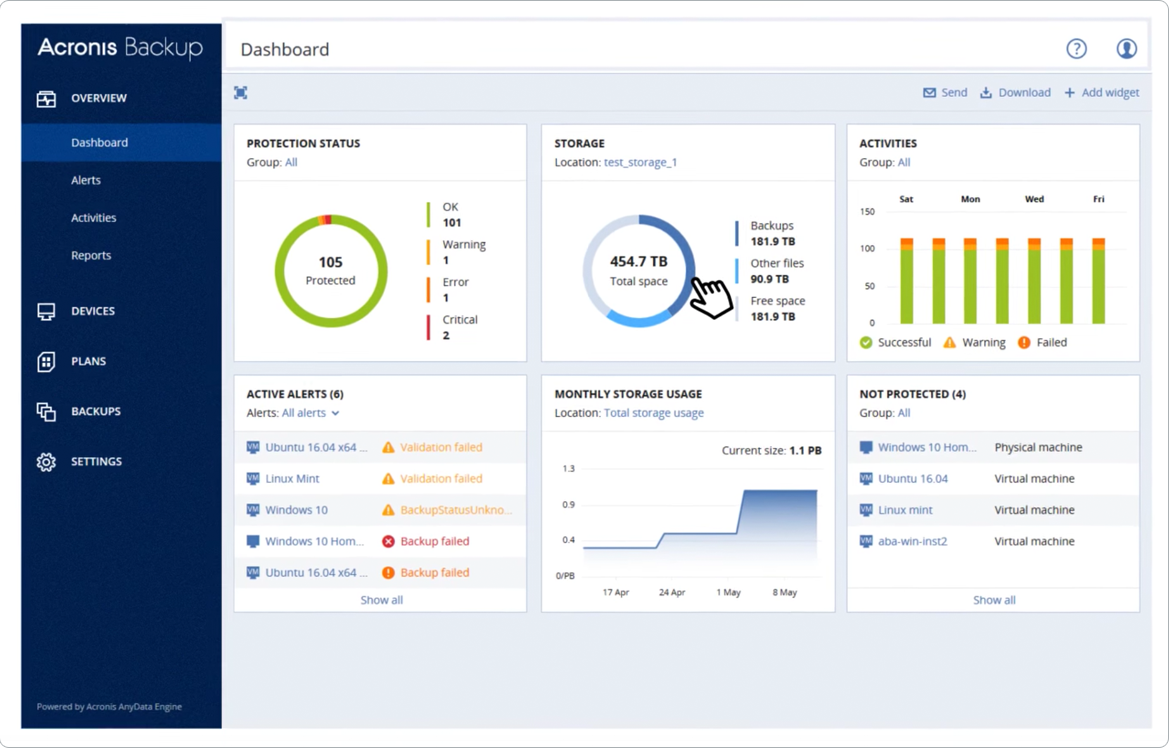 Acronis Backup
Dashboard
?
OVERVIEW
Dashboard
Alerts
Activities
Reports
DEVICES
PLANS
BACKUPS
SETTINGS
Powered by Acronis AnyData Engine
Send Download + Add widget
PROTECTION STATUS
Group: All
105
Protected
OK
101
Warning
1
Error
1
Critical
2
STORAGE
Location: test_storage_1
454.7 TB
Total space
Backups
181.9 TB
Other files
90.9 TB
Free space
181.9 TB
ACTIVITIES
Group: All
Sat Mon Wed Fri
150
100
50
0
Successful Warning Failed
ACTIVE ALERTS (6)
Alerts: All alerts
VM Ubuntu 16.04 x64 ... Validation failed
VM Linux Mint Validation failed
VM Windows 10 BackupStatusUnkno...
Windows 10 Hom... Backup failed
VM Ubuntu 16.04 x64 ... Backup failed
Show all
MONTHLY STORAGE USAGE
Location: Total storage usage
Current size: 1.1 PB
1.3
0.9
0.4
0/PB
17 Apr 24 Apr 1 May 8 May
NOT PROTECTED (4)
Group: All
Windows 10 Hom... Physical machine
VM Ubuntu 16.04 Virtual machine
VM Linux mint Virtual machine
VM aba-win-inst2 Virtual machine
Show all